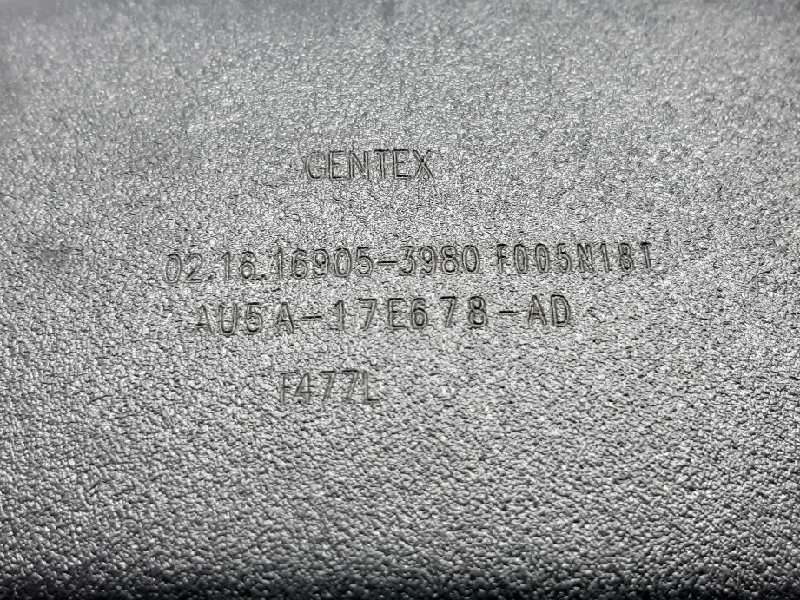 GENTEX
02.16.16905-3980 F005N18T
AU5A-17E678-AD
F477L